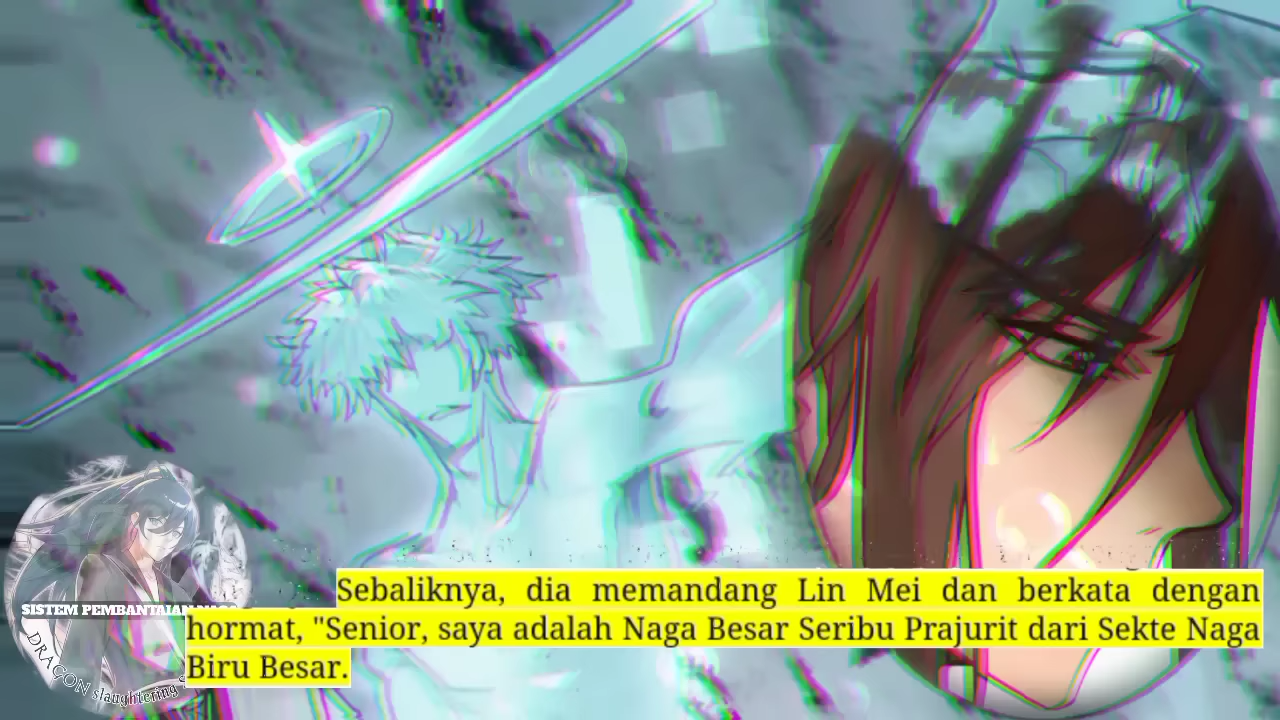 Sebaliknya, dia memandang Lin Mei dan berkata dengan
hormat, "Senior, saya adalah Naga Besar Seribu Prajurit dari Sekte Naga
Biru Besar.
SISTEM PEMBANTAIAN NAGA
DRAGON slaughtering